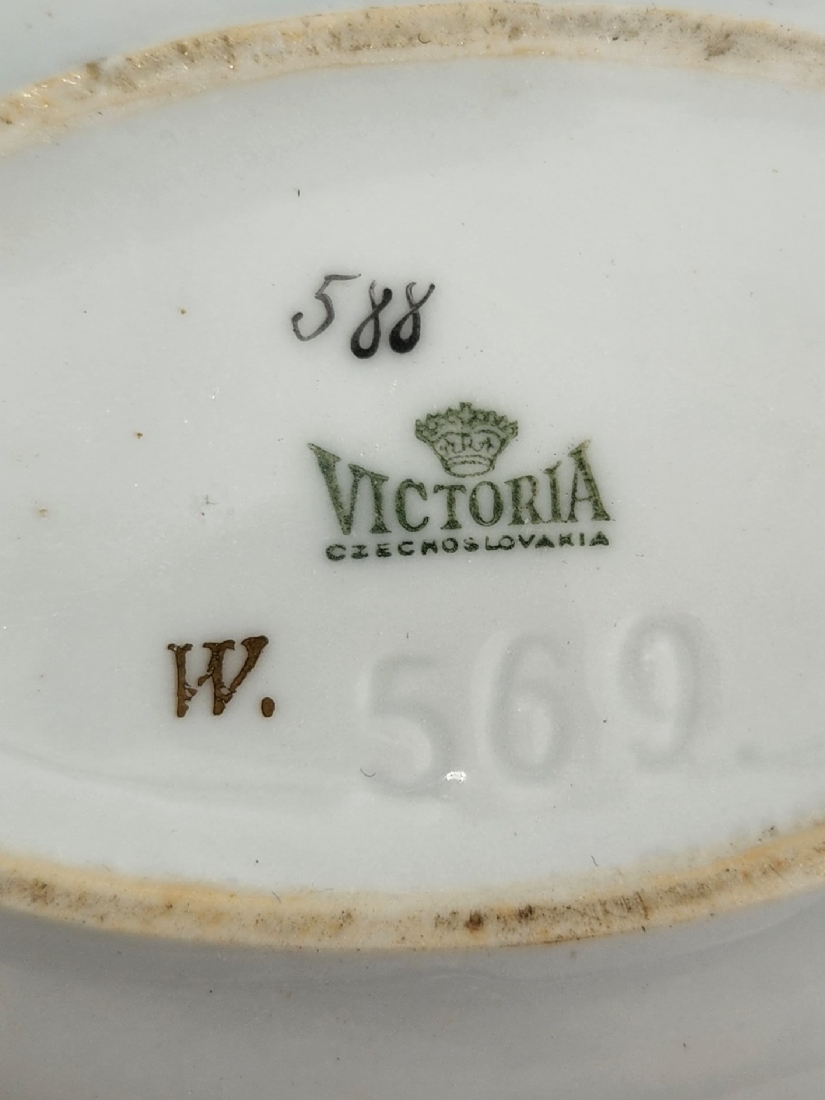 588
VICTORIA
CZECHOSLOVAKIA
W.
569.